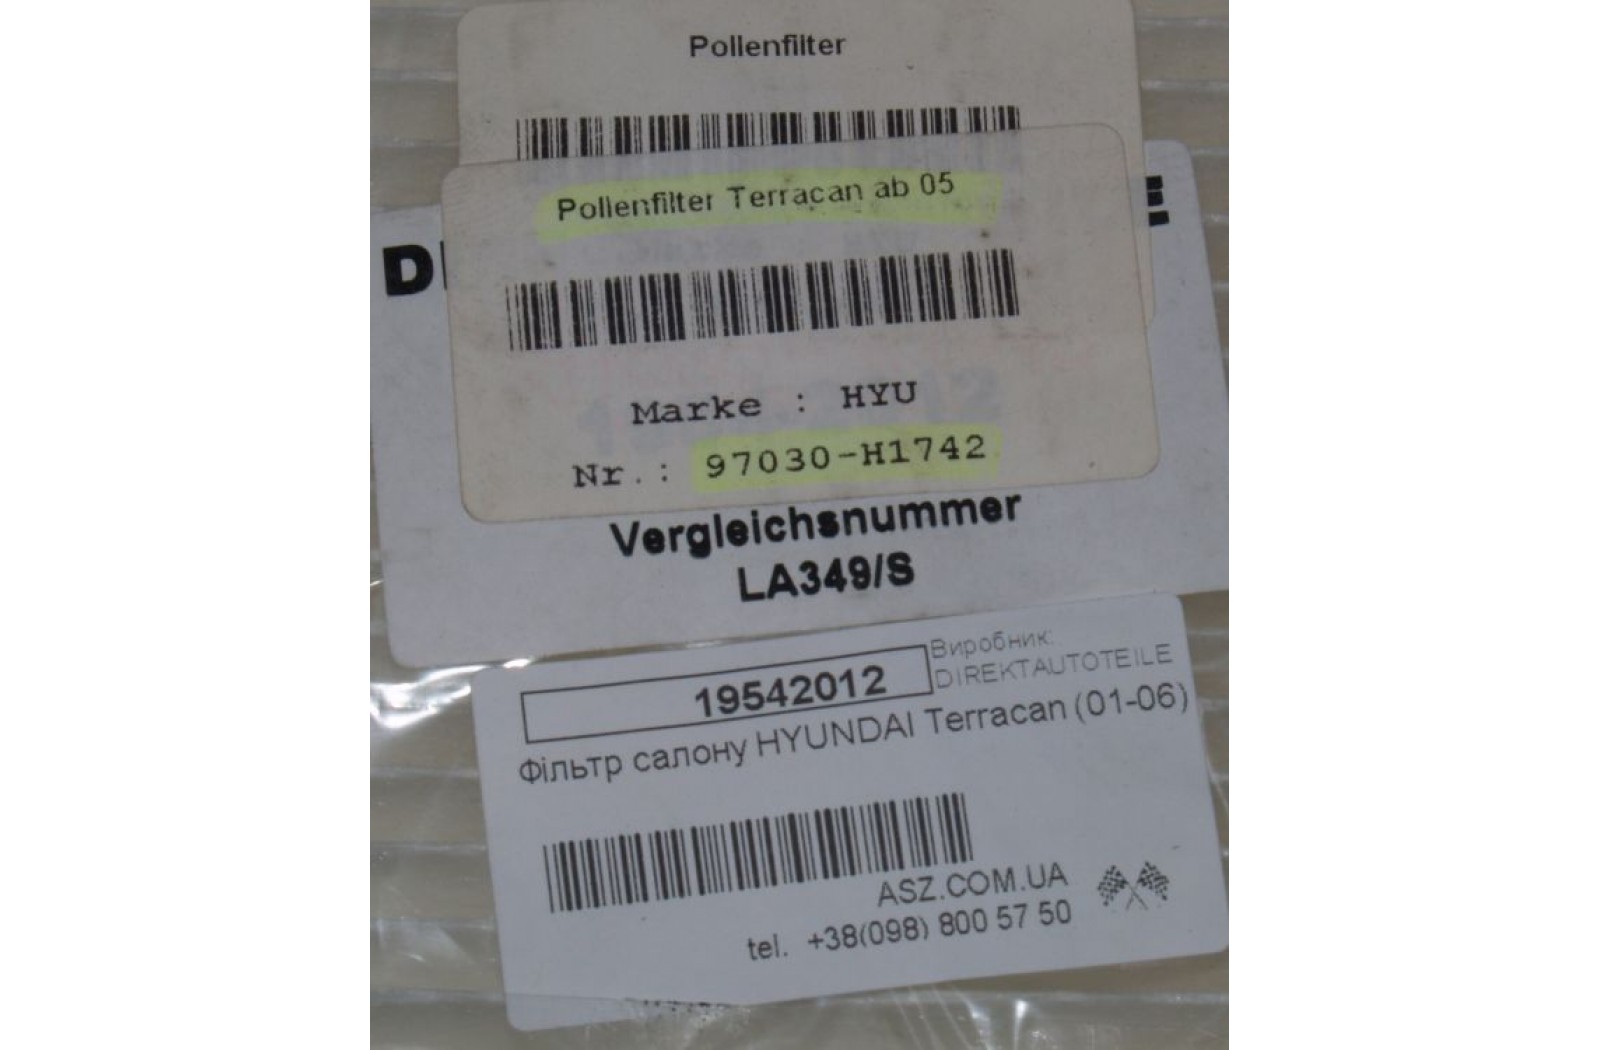 Pollenfilter
Pollenfilter Terracan ab 05
Marke : HYU
Nr.: 97030-H1742
Vergleichsnummer
LA349/S
19542012
Виробник:
DIREKTAUTOTEILE
Фільтр салону HYUNDAI Terracan (01-06)
ASZ.COM.UA
tel. +38(098) 800 57 50